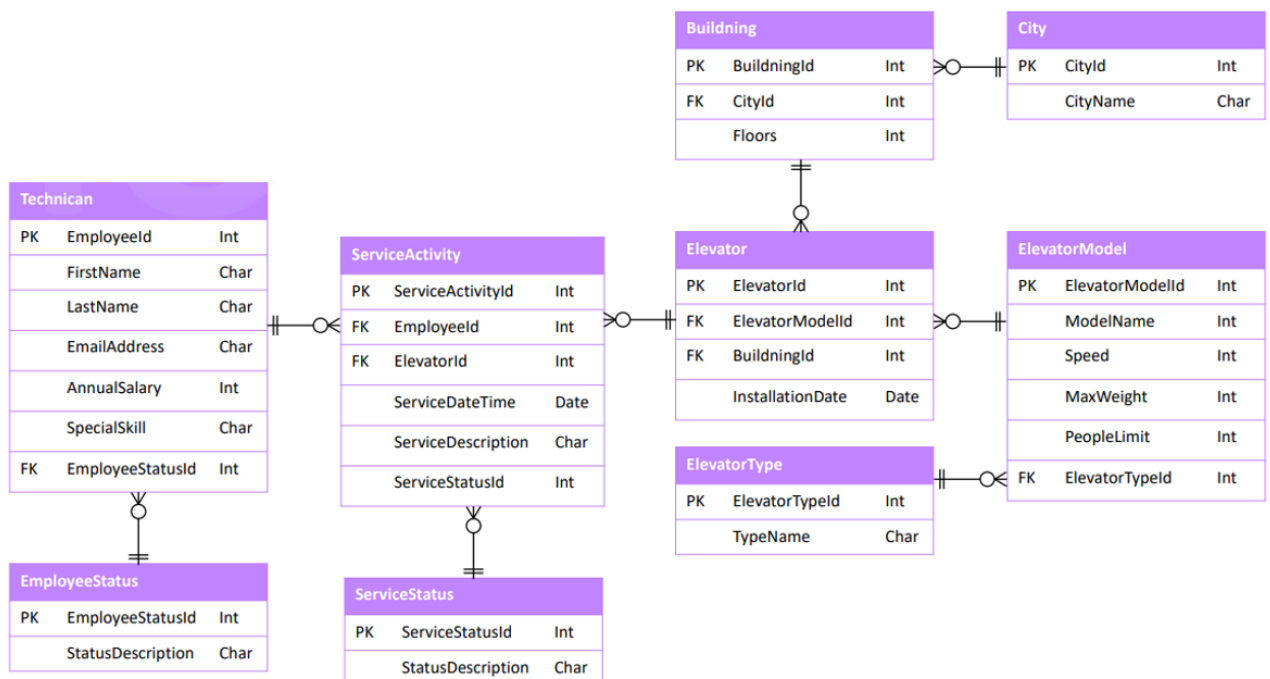 Buildning
PK BuildningId Int
FK CityId Int
Floors Int
City
PK CityId Int
CityName Char
Technican
PK EmployeeId Int
FirstName Char
LastName Char
EmailAddress Char
AnnualSalary Int
SpecialSkill Char
FK EmployeeStatusId Int
ServiceActivity
PK ServiceActivityId Int
FK EmployeeId Int
FK ElevatorId Int
ServiceDateTime Date
ServiceDescription Char
ServiceStatusId Int
Elevator
PK ElevatorId Int
FK ElevatorModelId Int
FK BuildningId Int
InstallationDate Date
ElevatorModel
PK ElevatorModelId Int
ModelName Int
Speed Int
MaxWeight Int
PeopleLimit Int
FK ElevatorTypeId Int
ElevatorType
PK ElevatorTypeId Int
TypeName Char
EmployeeStatus
PK EmployeeStatusId Int
StatusDescription Char
ServiceStatus
PK ServiceStatusId Int
StatusDescription Char